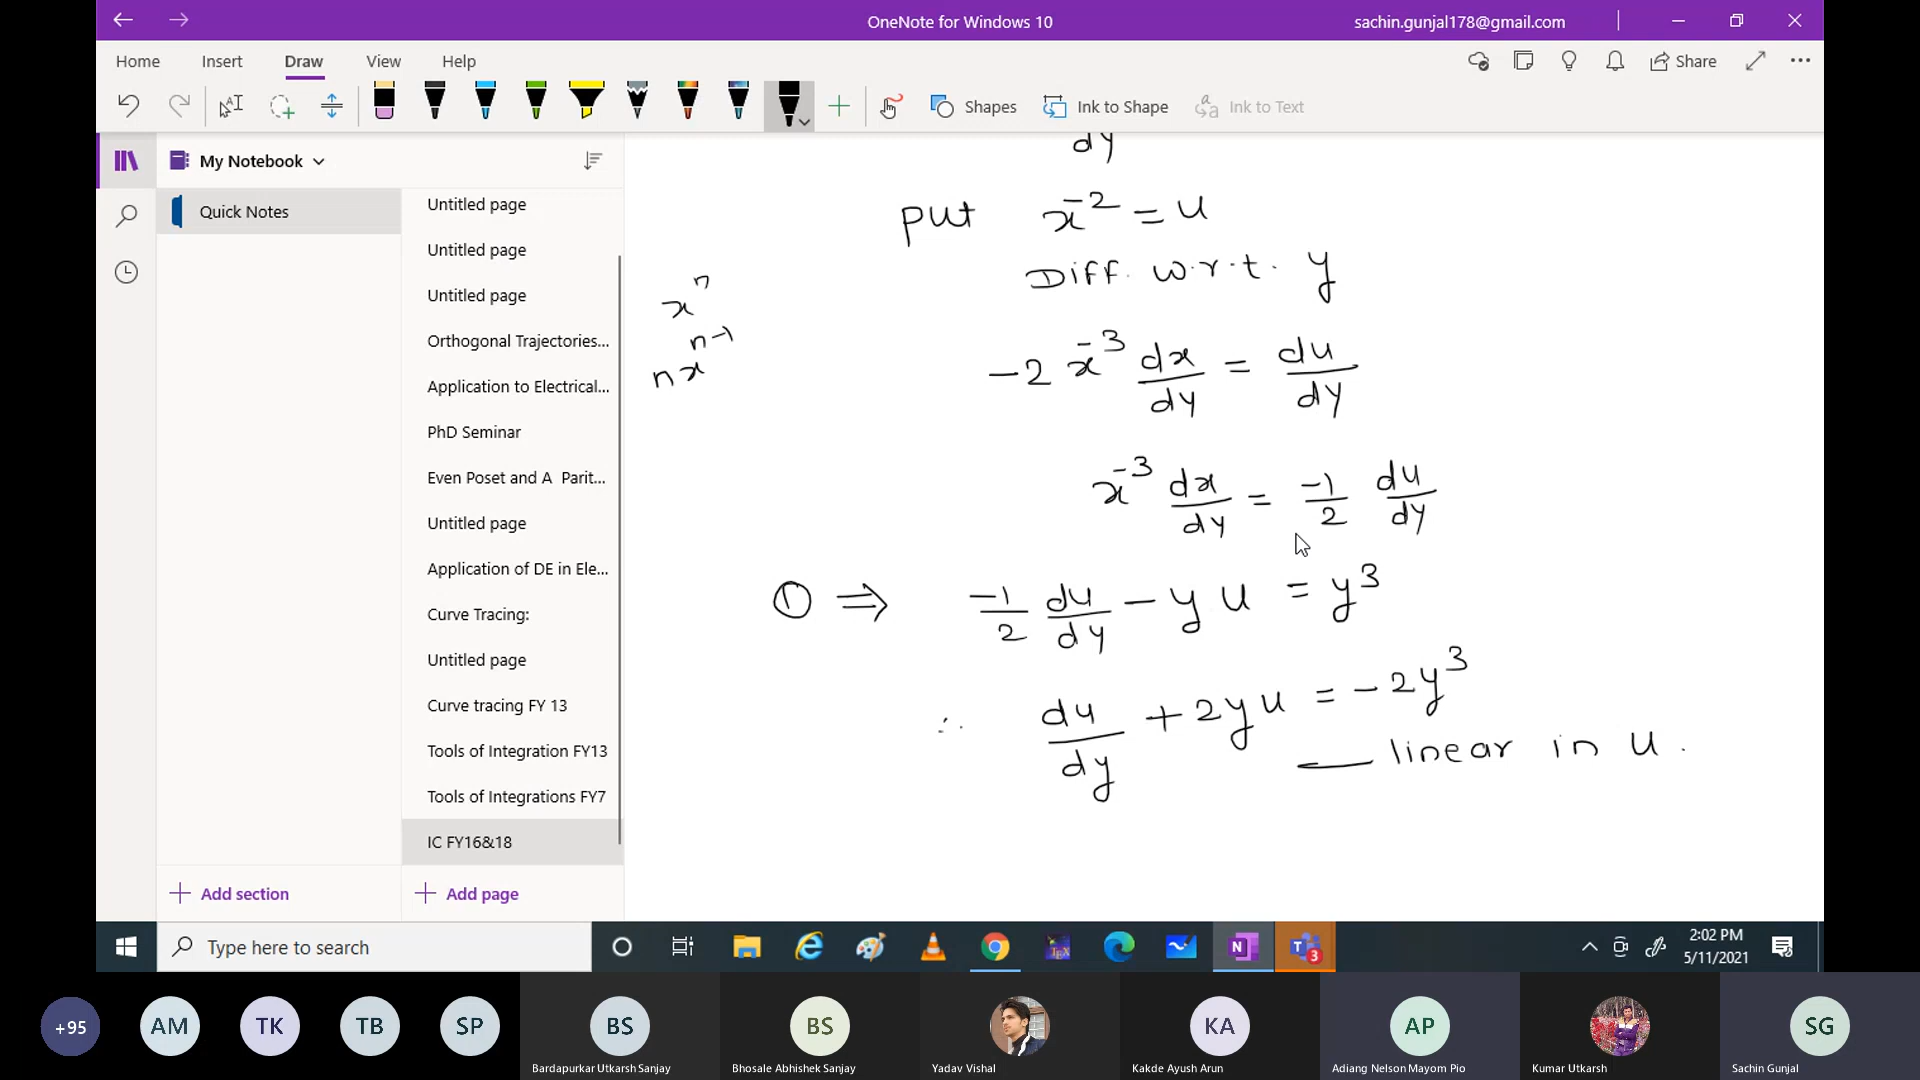 OneNote for Windows 10
sachin.gunjal178@gmail.com
Home Insert Draw View Help
Share
Shapes Ink to Shape Ink to Text
My Notebook
Quick Notes
Untitled page
Untitled page
Untitled page
Orthogonal Trajectories...
Application to Electrical...
PhD Seminar
Even Poset and A Parit...
Untitled page
Application of DE in Ele...
Curve Tracing:
Untitled page
Curve tracing FY 13
Tools of Integration FY13
Tools of Integrations FY7
IC FY16&18
Add section
Add page
dy
put x^{-2} = u
Diff. w.r.t. y
x^n
n x^{n-1}
-2 x^{-3} dx/dy = du/dy
x^{-3} dx/dy = -1/2 du/dy
① ⇒ -1/2 du/dy - y u = y^3
∴ du/dy + 2yu = -2y^3
— linear in u.
Type here to search
2:02 PM
5/11/2021
3
+95 AM TK TB SP BS BS KA AP SG
Bardapurkar Utkarsh Sanjay
Bhosale Abhishek Sanjay
Yadav Vishal
Kakde Ayush Arun
Adiang Nelson Mayom Pio
Kumar Utkarsh
Sachin Gunjal